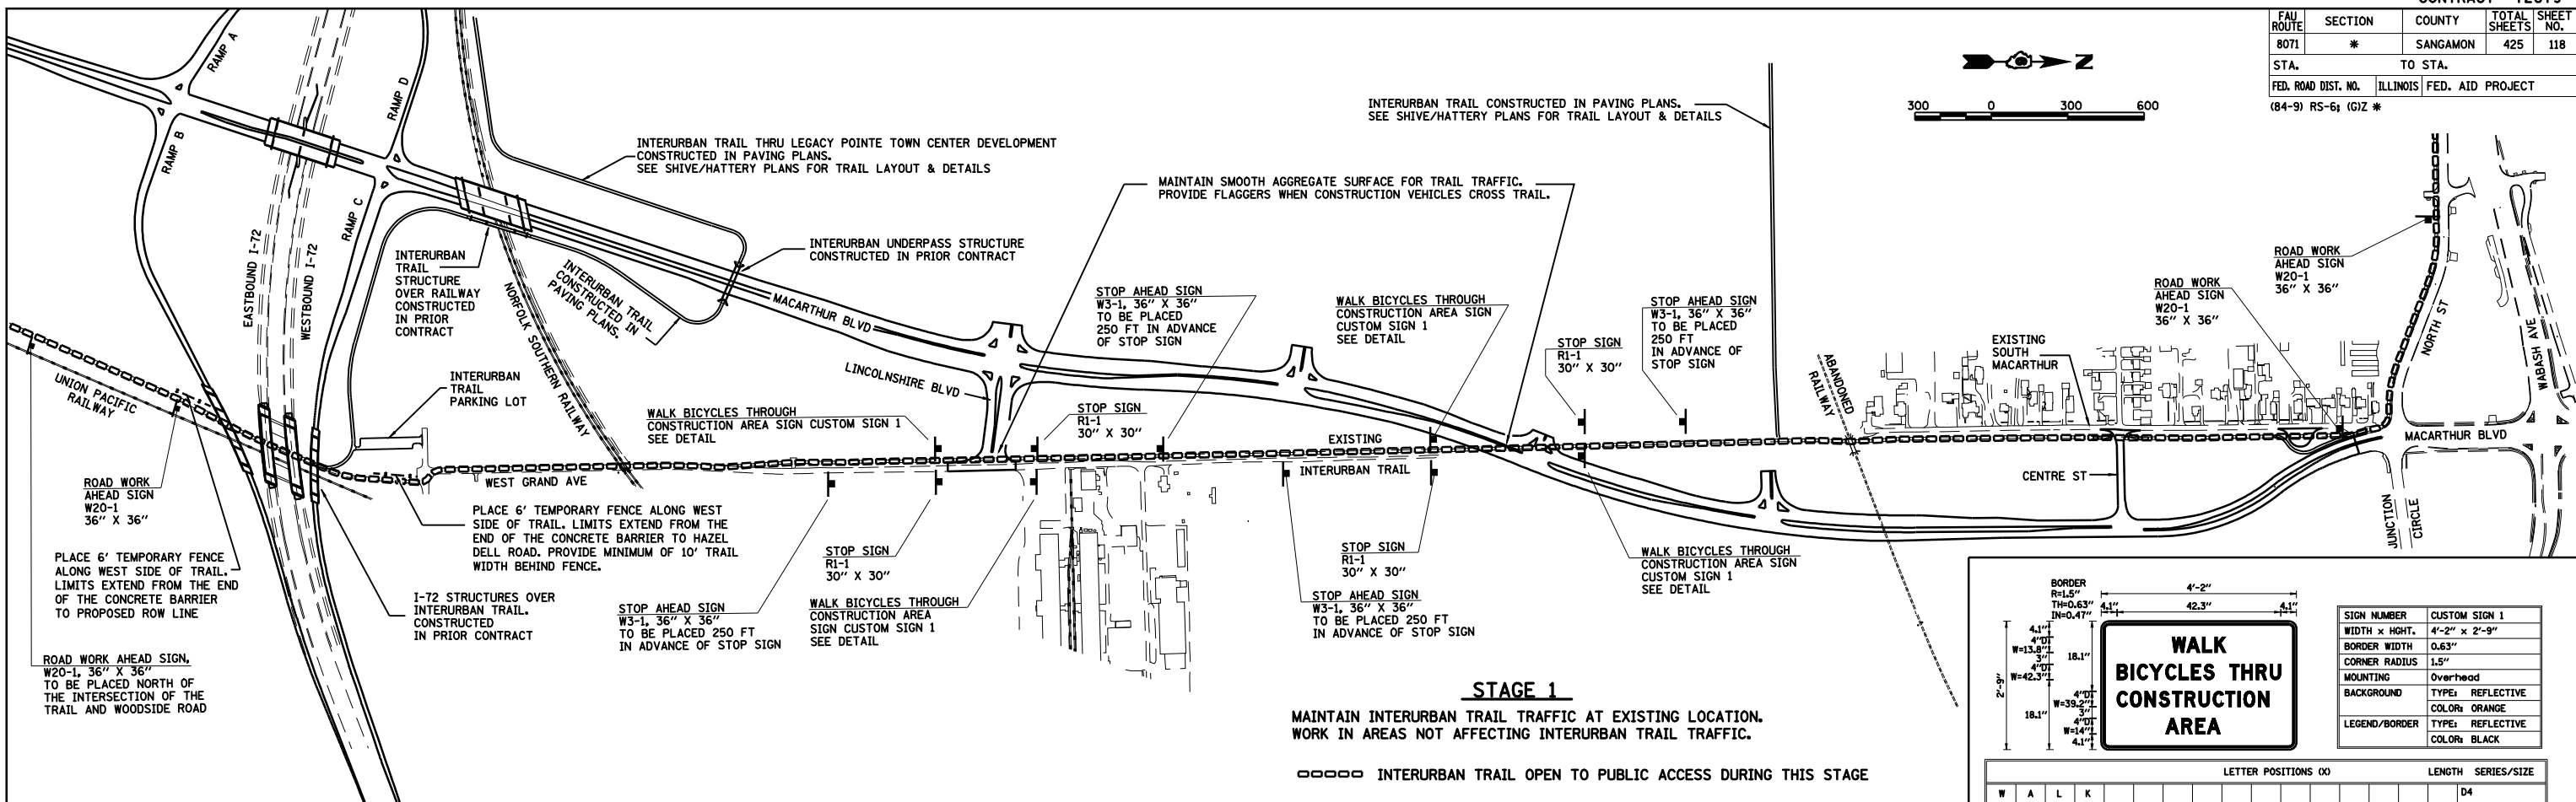 FAU ROUTE SECTION COUNTY TOTAL SHEETS SHEET NO.
8071 * SANGAMON 425 118
STA. TO STA.
FED. ROAD DIST. NO. ILLINOIS FED. AID PROJECT
(84-9) RS-6; (G)Z *
N
300 0 300 600
RAMP A
RAMP B
RAMP C
RAMP D
EASTBOUND I-72
WESTBOUND I-72
INTERURBAN TRAIL THRU LEGACY POINTE TOWN CENTER DEVELOPMENT
CONSTRUCTED IN PAVING PLANS.
SEE SHIVE/HATTERY PLANS FOR TRAIL LAYOUT & DETAILS
INTERURBAN TRAIL CONSTRUCTED IN PAVING PLANS.
SEE SHIVE/HATTERY PLANS FOR TRAIL LAYOUT & DETAILS
MAINTAIN SMOOTH AGGREGATE SURFACE FOR TRAIL TRAFFIC.
PROVIDE FLAGGERS WHEN CONSTRUCTION VEHICLES CROSS TRAIL.
INTERURBAN UNDERPASS STRUCTURE
CONSTRUCTED IN PRIOR CONTRACT
INTERURBAN
TRAIL
STRUCTURE
OVER RAILWAY
CONSTRUCTED
IN PRIOR
CONTRACT
NORFOLK SOUTHERN RAILWAY
INTERURBAN TRAIL
CONSTRUCTED IN
PAVING PLANS.
MACARTHUR BLVD
LINCOLNSHIRE BLVD
STOP AHEAD SIGN
W3-1, 36" X 36"
TO BE PLACED
250 FT IN ADVANCE
OF STOP SIGN
WALK BICYCLES THROUGH
CONSTRUCTION AREA SIGN
CUSTOM SIGN 1
SEE DETAIL
STOP SIGN
R1-1
30" X 30"
STOP AHEAD SIGN
W3-1, 36" X 36"
TO BE PLACED
250 FT
IN ADVANCE OF
STOP SIGN
ABANDONED
RAILWAY
EXISTING
SOUTH
MACARTHUR
ROAD WORK
AHEAD SIGN
W20-1
36" X 36"
ROAD WORK
AHEAD SIGN
W20-1
36" X 36"
NORTH ST
WABASH AVE
MACARTHUR BLVD
CENTRE ST
JUNCTION
CIRCLE
UNION PACIFIC
RAILWAY
INTERURBAN
TRAIL
PARKING LOT
WALK BICYCLES THROUGH
CONSTRUCTION AREA SIGN CUSTOM SIGN 1
SEE DETAIL
STOP SIGN
R1-1
30" X 30"
EXISTING
INTERURBAN TRAIL
WEST GRAND AVE
ROAD WORK
AHEAD SIGN
W20-1
36" X 36"
PLACE 6' TEMPORARY FENCE
ALONG WEST SIDE OF TRAIL.
LIMITS EXTEND FROM THE END
OF THE CONCRETE BARRIER
TO PROPOSED ROW LINE
ROAD WORK AHEAD SIGN,
W20-1, 36" X 36"
TO BE PLACED NORTH OF
THE INTERSECTION OF THE
TRAIL AND WOODSIDE ROAD
PLACE 6' TEMPORARY FENCE ALONG WEST
SIDE OF TRAIL. LIMITS EXTEND FROM THE
END OF THE CONCRETE BARRIER TO HAZEL
DELL ROAD. PROVIDE MINIMUM OF 10' TRAIL
WIDTH BEHIND FENCE.
I-72 STRUCTURES OVER
INTERURBAN TRAIL.
CONSTRUCTED
IN PRIOR CONTRACT
STOP AHEAD SIGN
W3-1, 36" X 36"
TO BE PLACED 250 FT
IN ADVANCE OF STOP SIGN
STOP SIGN
R1-1
30" X 30"
WALK BICYCLES THROUGH
CONSTRUCTION AREA
SIGN CUSTOM SIGN 1
SEE DETAIL
STOP SIGN
R1-1
30" X 30"
STOP AHEAD SIGN
W3-1, 36" X 36"
TO BE PLACED 250 FT
IN ADVANCE OF STOP SIGN
WALK BICYCLES THROUGH
CONSTRUCTION AREA SIGN
CUSTOM SIGN 1
SEE DETAIL
STAGE 1
MAINTAIN INTERURBAN TRAIL TRAFFIC AT EXISTING LOCATION.
WORK IN AREAS NOT AFFECTING INTERURBAN TRAIL TRAFFIC.
INTERURBAN TRAIL OPEN TO PUBLIC ACCESS DURING THIS STAGE
BORDER
R=1.5"
TH=0.63"
IN=0.47"
4'-2"
4.1" 42.3" 4.1"
4.1"
4"D
W=13.8"
3"
4"D
W=42.3"
18.1"
2'-9"
4"D
W=39.2"
3"
18.1"
4"D
W=14"
4.1"
WALK
BICYCLES THRU
CONSTRUCTION
AREA
SIGN NUMBER CUSTOM SIGN 1
WIDTH x HGHT. 4'-2" x 2'-9"
BORDER WIDTH 0.63"
CORNER RADIUS 1.5"
MOUNTING Overhead
BACKGROUND TYPE: REFLECTIVE
COLOR: ORANGE
LEGEND/BORDER TYPE: REFLECTIVE
COLOR: BLACK
LETTER POSITIONS (X) LENGTH SERIES/SIZE
W A L K D4